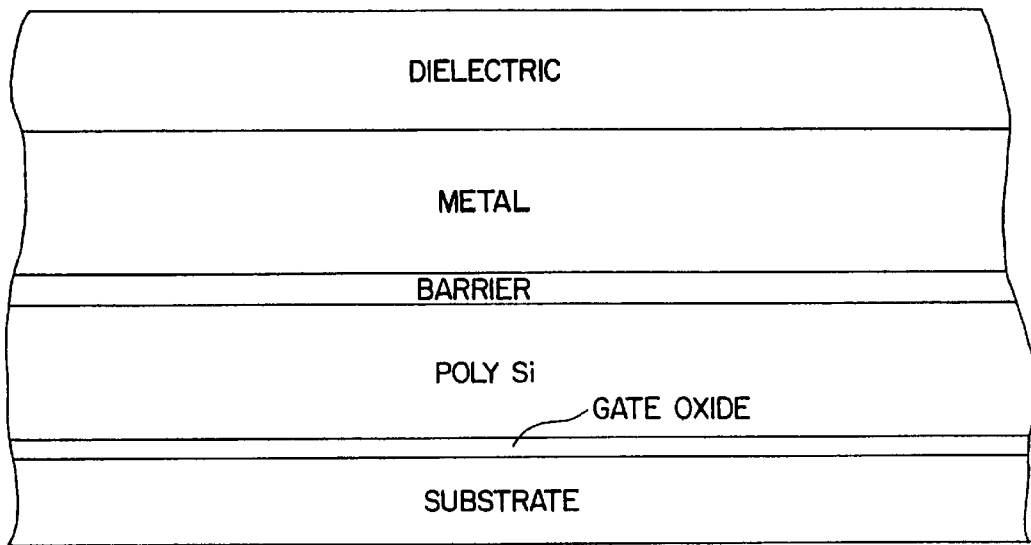 DIELECTRIC
METAL
BARRIER
POLY Si
GATE OXIDE
SUBSTRATE